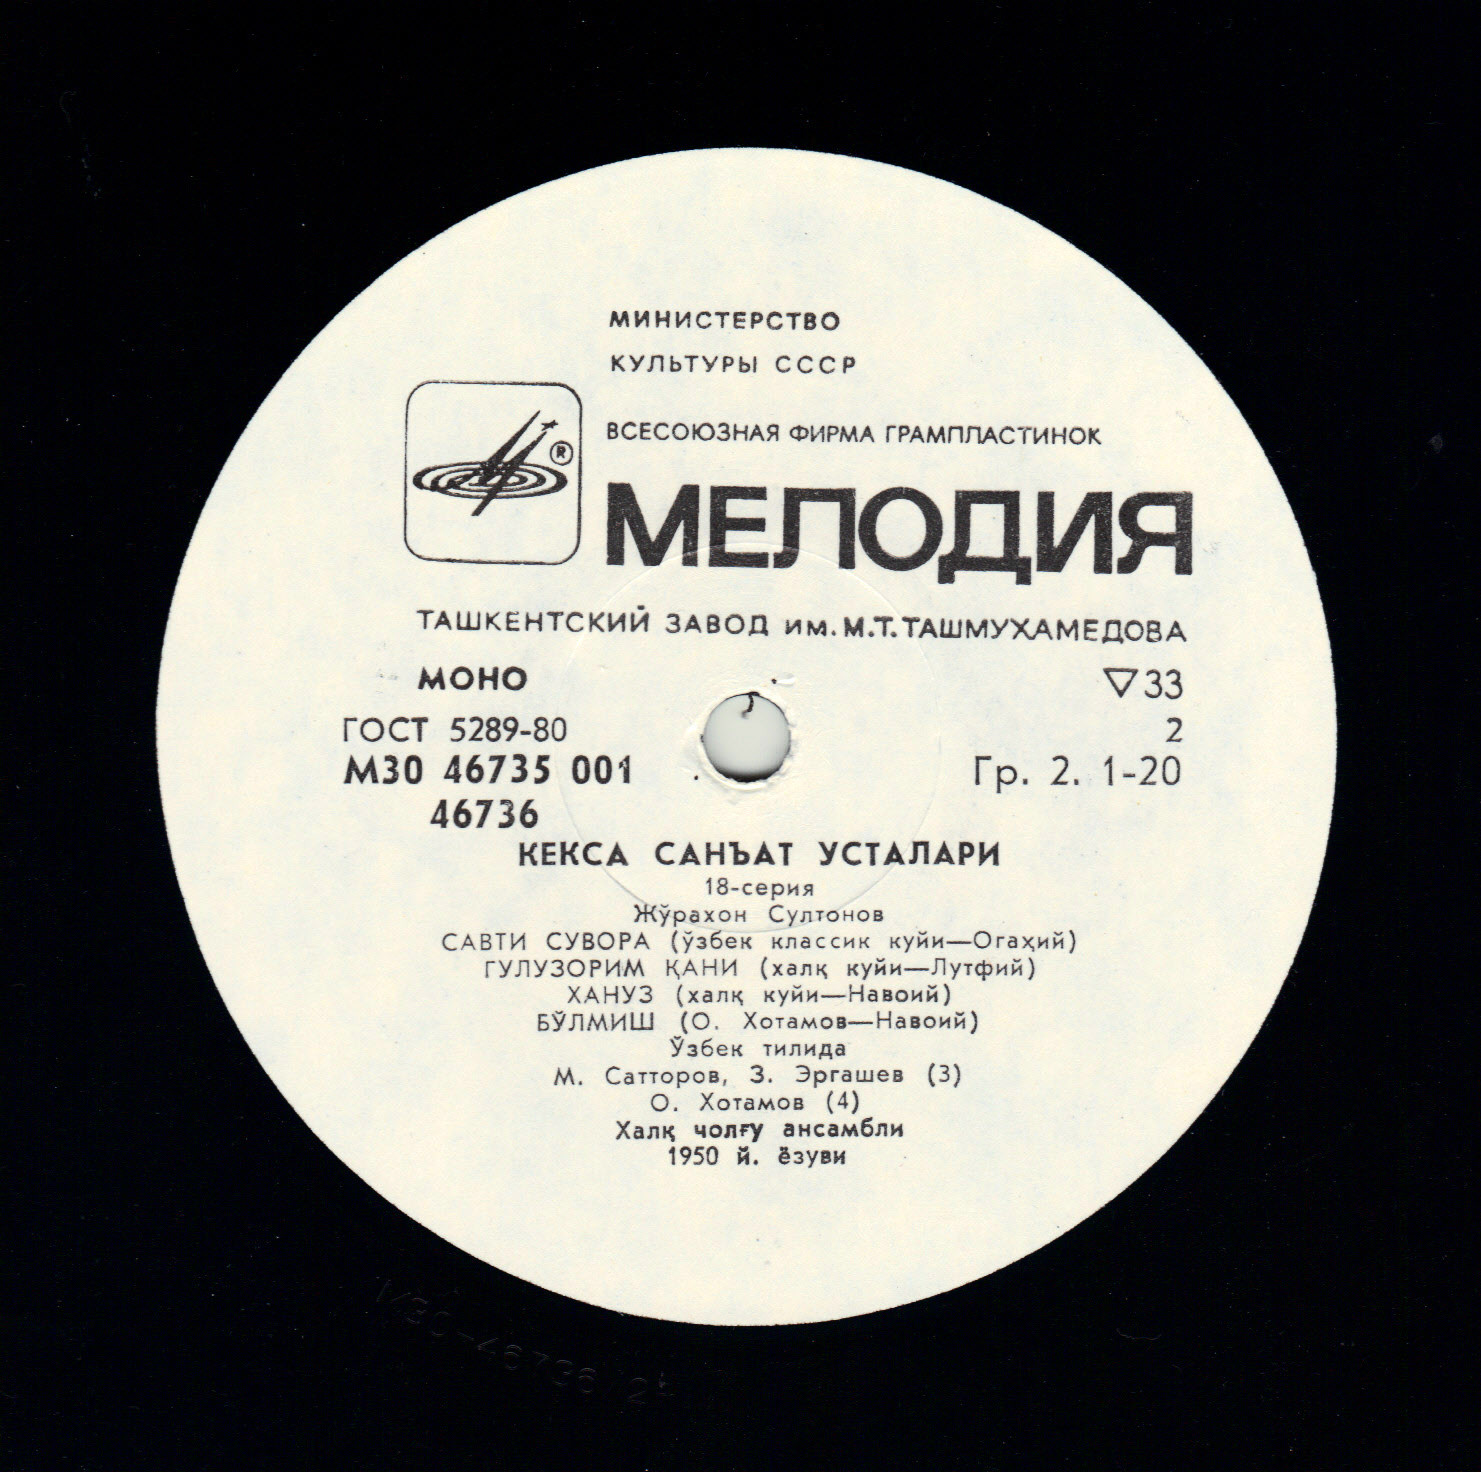 МИНИСТЕРСТВО
КУЛЬТУРЫ СССР
ВСЕСОЮЗНАЯ ФИРМА ГРАМПЛАСТИНОК
®
МЕЛОДИЯ
ТАШКЕНТСКИЙ ЗАВОД им. М.Т. ТАШМУХАМЕДОВА
МОНО ▽33
ГОСТ 5289-80 2
М30 46735 001 Гр. 2. 1-20
46736
КЕКСА САНЪАТ УСТАЛАРИ
18-серия
Жўрахон Султонов
САВТИ СУВОРА (ўзбек классик куйи—Огаҳий)
ГУЛУЗОРИМ ҚАНИ (халқ куйи—Лутфий)
ХАНУЗ (халқ куйи—Навоий)
БЎЛМИШ (О. Хотамов—Навоий)
Ўзбек тилида
М. Сатторов, З. Эргашев (3)
О. Хотамов (4)
Халқ чолғу ансамбли
1950 й. ёзуви